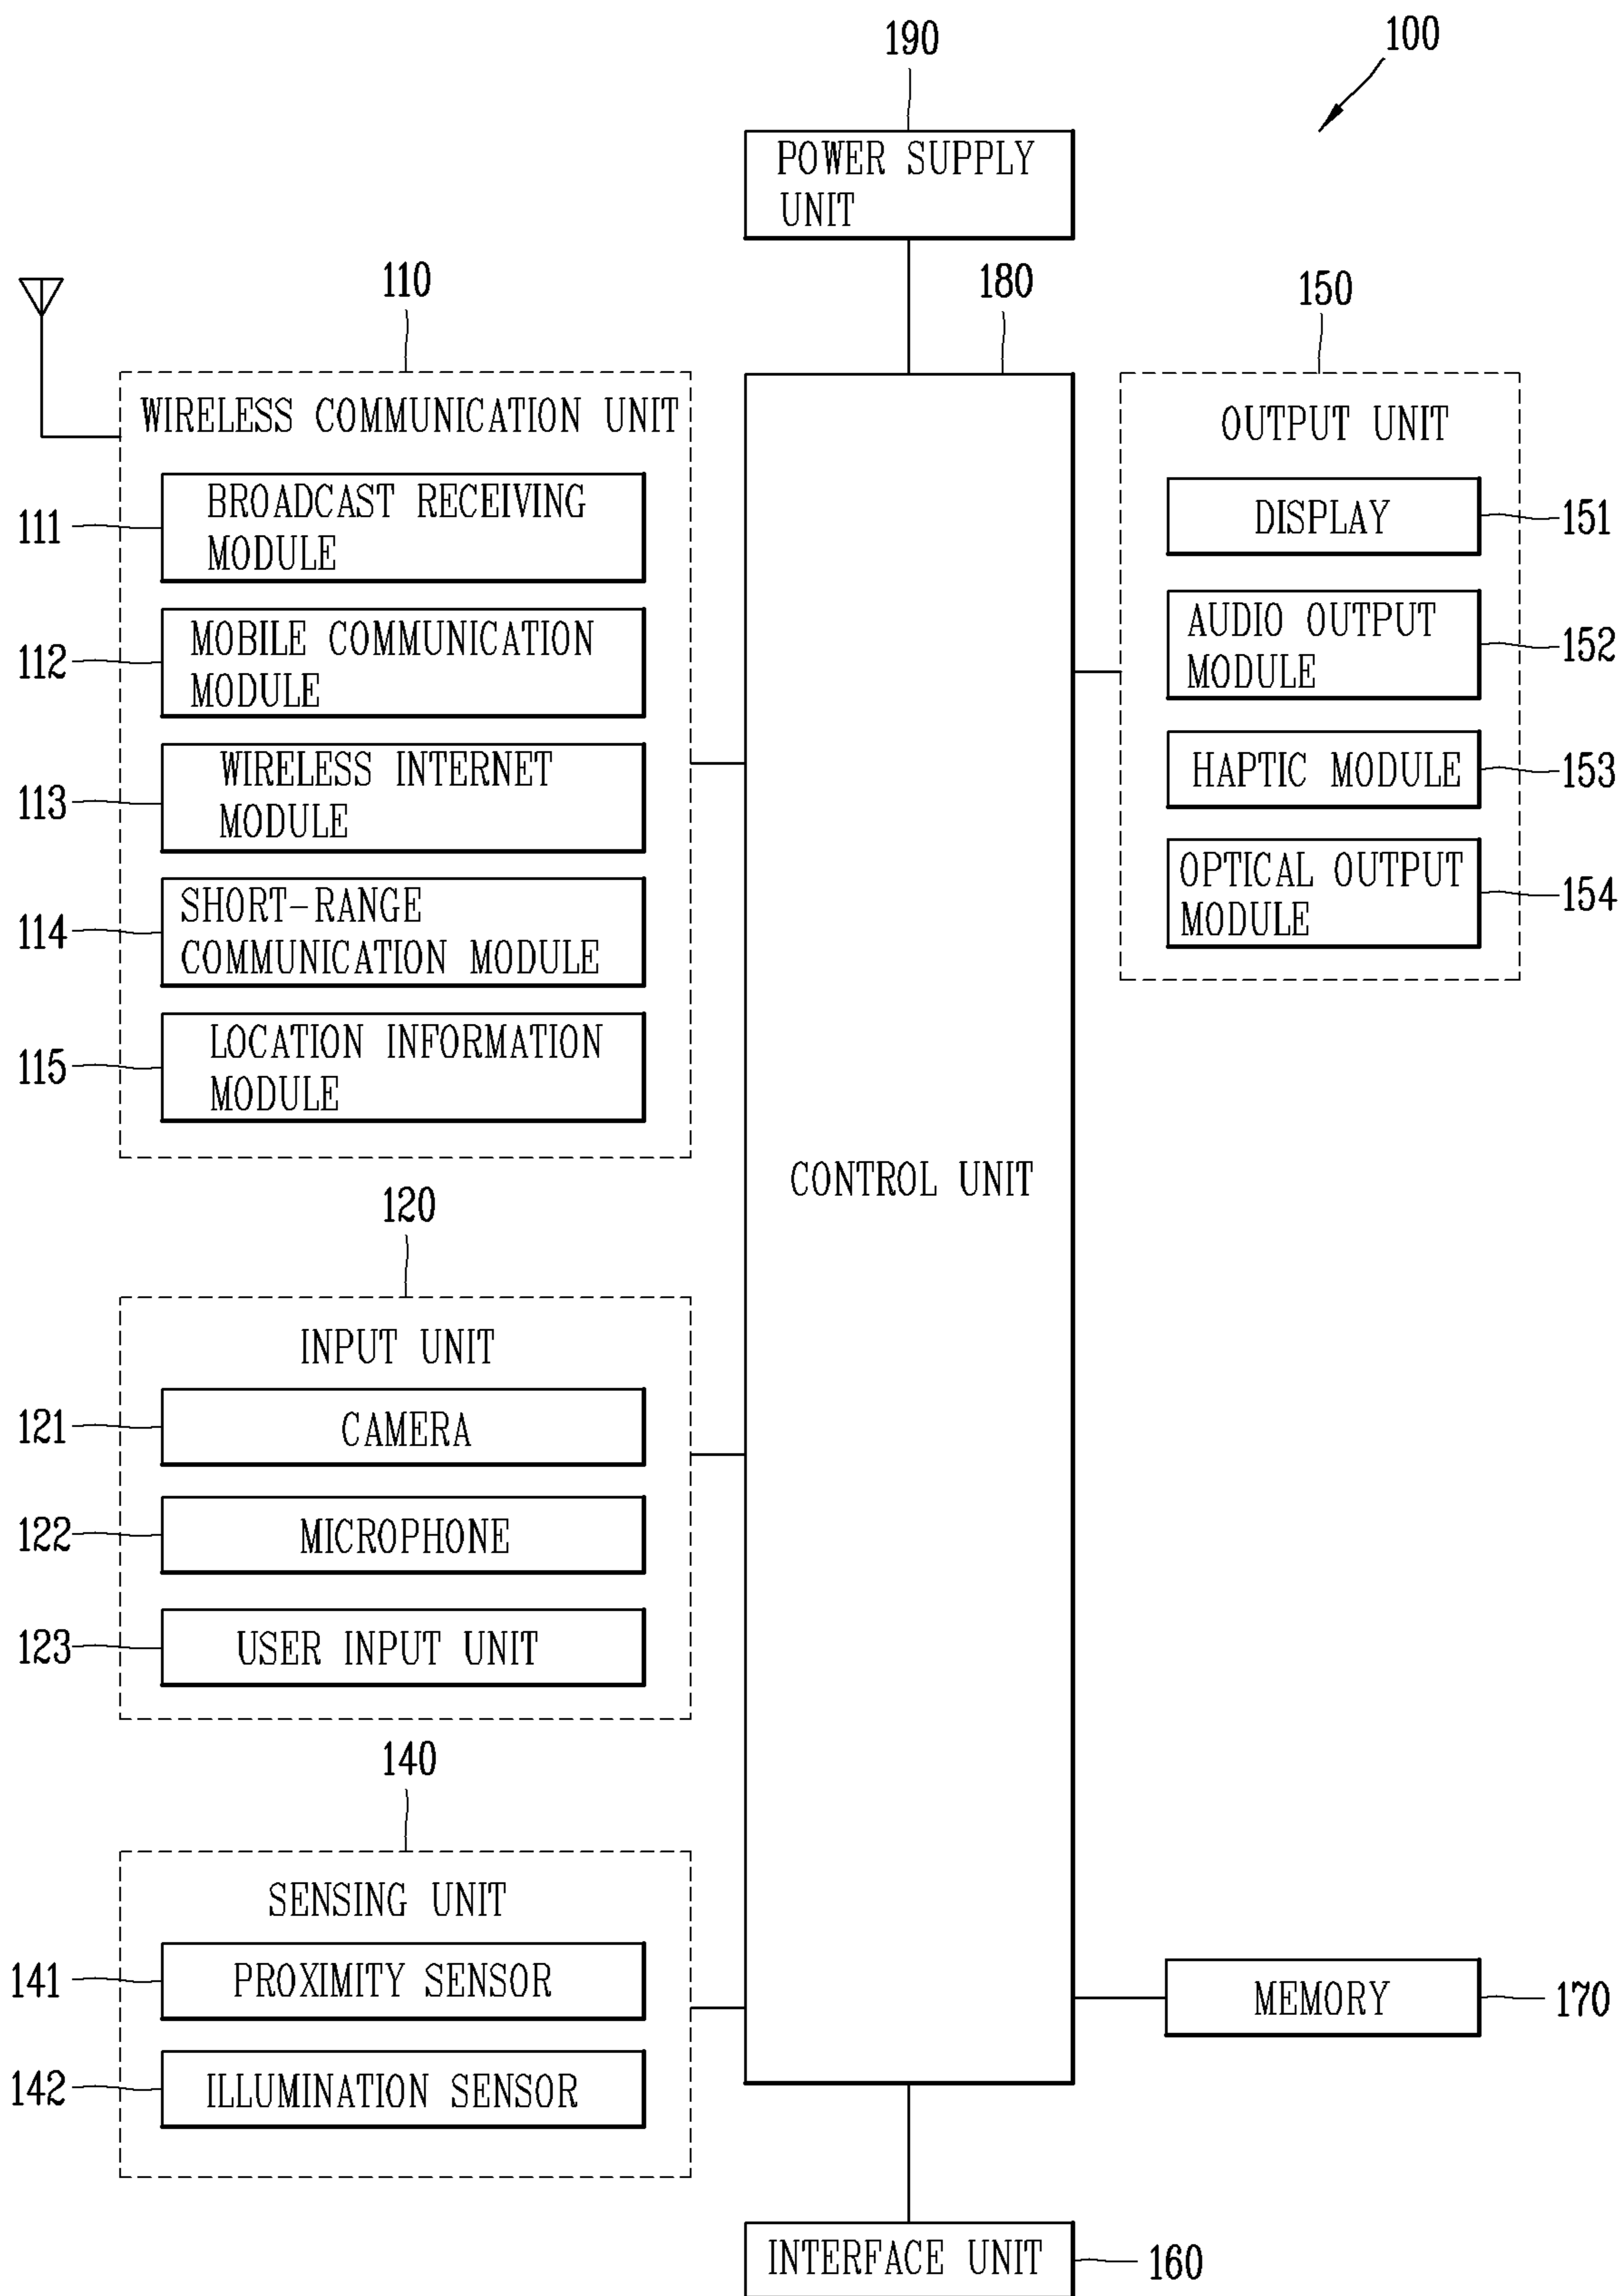 190
100
POWER SUPPLY
UNIT
110
180
150
WIRELESS COMMUNICATION UNIT
111
BROADCAST RECEIVING
MODULE
112
MOBILE COMMUNICATION
MODULE
113
WIRELESS INTERNET
MODULE
114
SHORT-RANGE
COMMUNICATION MODULE
115
LOCATION INFORMATION
MODULE
OUTPUT UNIT
DISPLAY
151
AUDIO OUTPUT
MODULE
152
HAPTIC MODULE
153
OPTICAL OUTPUT
MODULE
154
CONTROL UNIT
120
INPUT UNIT
121
CAMERA
122
MICROPHONE
123
USER INPUT UNIT
140
SENSING UNIT
141
PROXIMITY SENSOR
142
ILLUMINATION SENSOR
MEMORY
170
INTERFACE UNIT
160